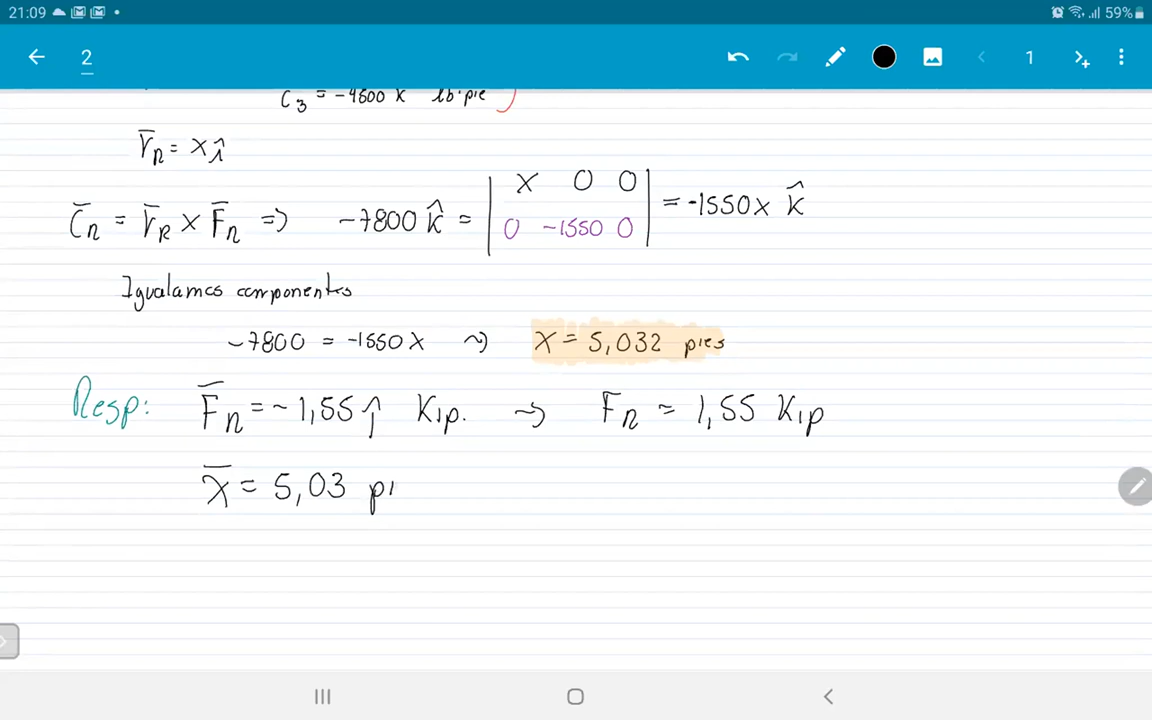 21:09 59%
2 1
C₃ = -4600 x lb·pie
r̄ₙ = x î
C̄ₙ = r̄ᵣ x F̄ₙ => -7800 k̂ = | x 0 0 | = -1550x k̂
0 -1550 0
Igualamos componentes
-7800 = -1550 x ⇝ x = 5,032 pies
Resp: F̄ₙ = -1,55 ĵ Kip. ⇝ Fₙ = 1,55 Kip
x̄ = 5,03 pi